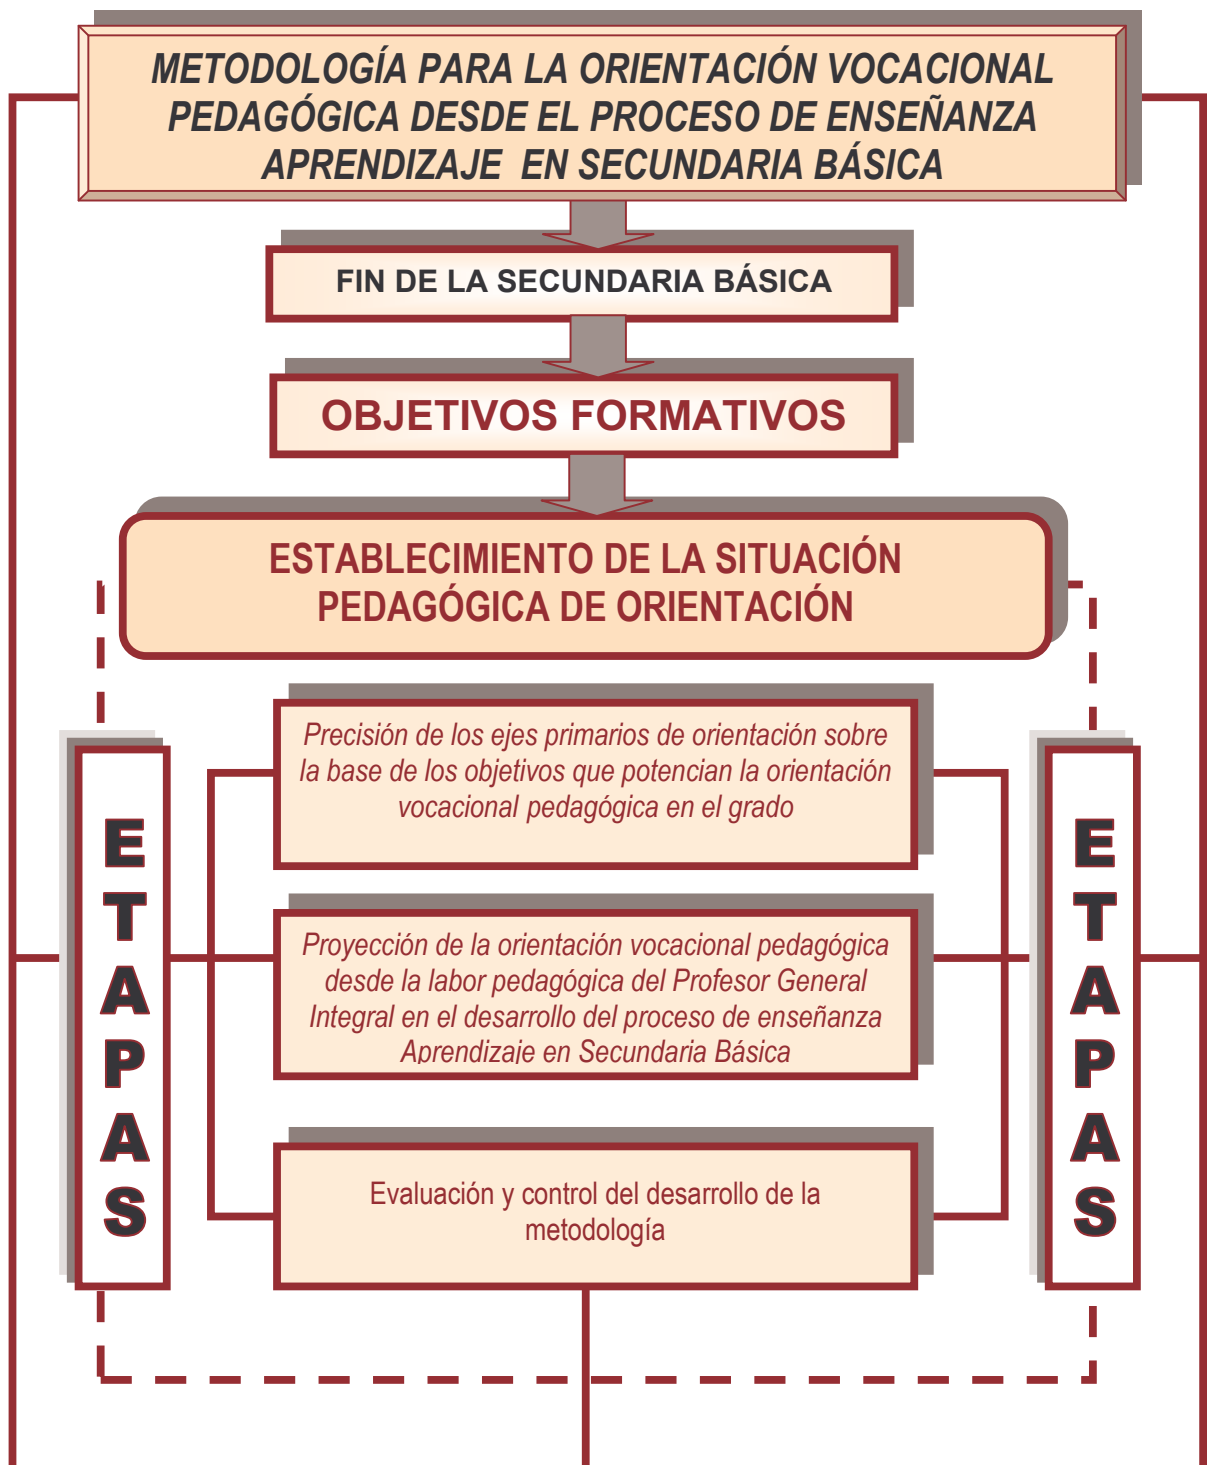 METODOLOGÍA PARA LA ORIENTACIÓN VOCACIONAL
PEDAGÓGICA DESDE EL PROCESO DE ENSEÑANZA
APRENDIZAJE EN SECUNDARIA BÁSICA
FIN DE LA SECUNDARIA BÁSICA
OBJETIVOS FORMATIVOS
ESTABLECIMIENTO DE LA SITUACIÓN
PEDAGÓGICA DE ORIENTACIÓN
ETAPAS
Precisión de los ejes primarios de orientación sobre
la base de los objetivos que potencian la orientación
vocacional pedagógica en el grado
Proyección de la orientación vocacional pedagógica
desde la labor pedagógica del Profesor General
Integral en el desarrollo del proceso de enseñanza
Aprendizaje en Secundaria Básica
Evaluación y control del desarrollo de la
metodología
ETAPAS